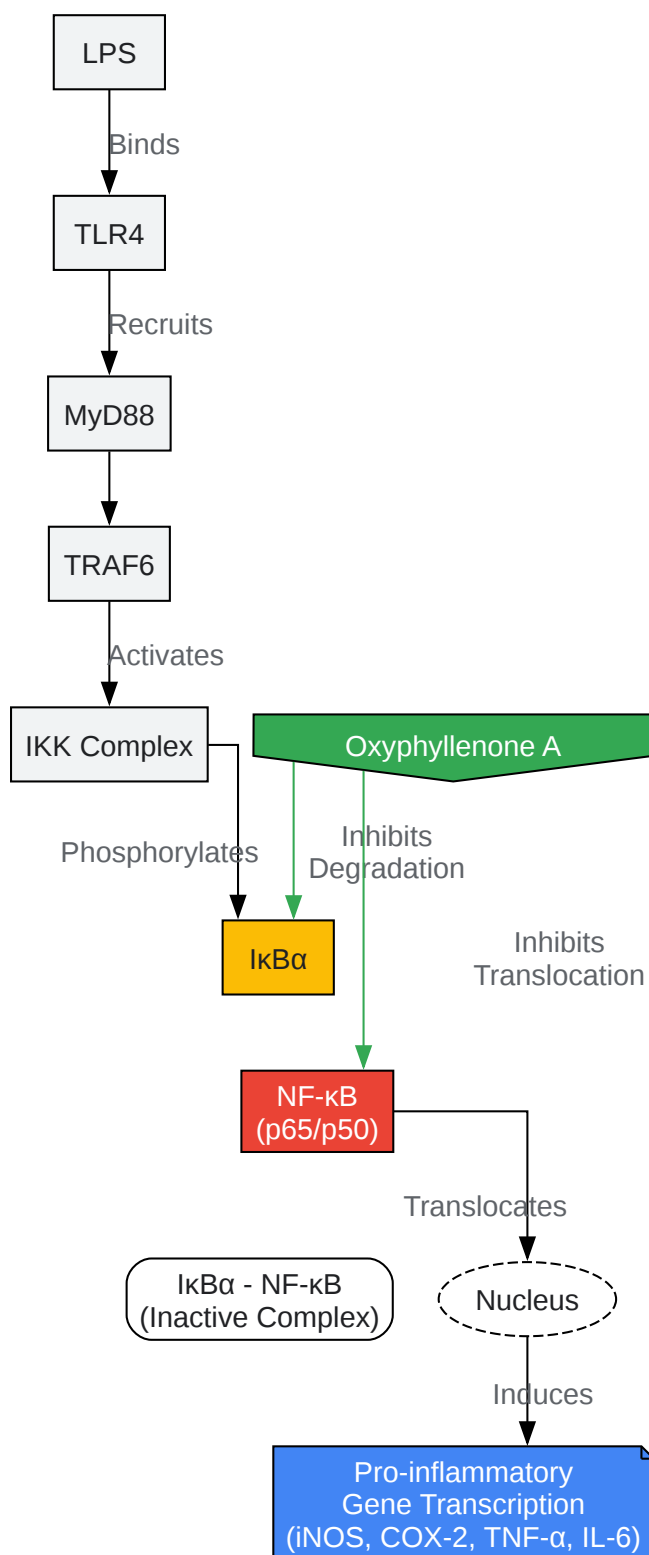 LPS
Binds
TLR4
Recruits
MyD88
TRAF6
Activates
IKK Complex
Oxyphyllenone A
Phosphorylates
Inhibits
Degradation
IκBα
Inhibits
Translocation
NF-κB
(p65/p50)
Translocates
IκBα - NF-κB
(Inactive Complex)
Nucleus
Induces
Pro-inflammatory
Gene Transcription
(iNOS, COX-2, TNF-α, IL-6)